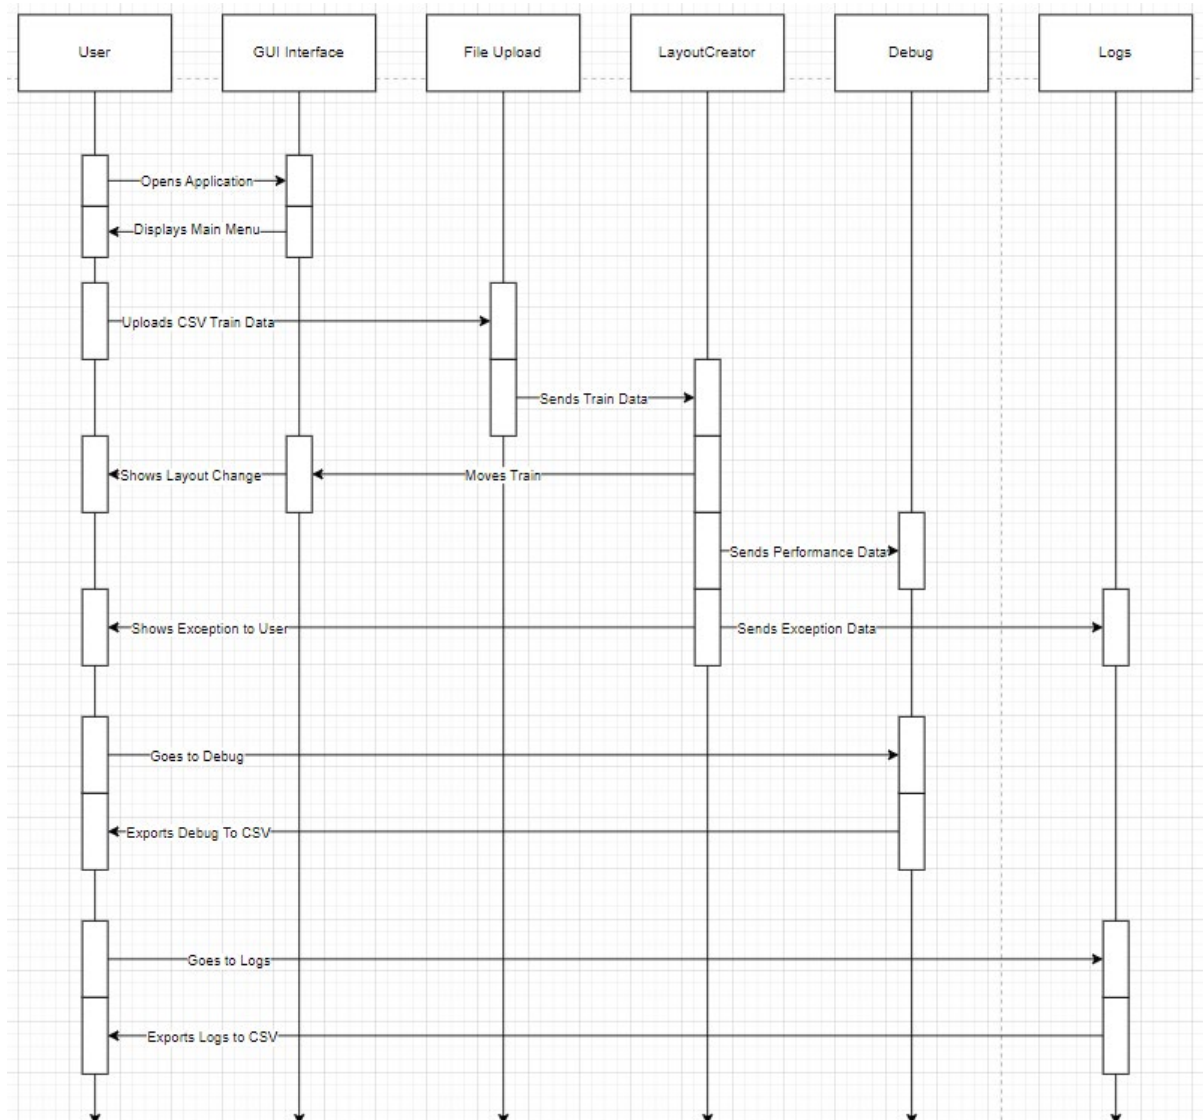 User
GUI Interface
File Upload
LayoutCreator
Debug
Logs
Opens Application
Displays Main Menu
Uploads CSV Train Data
Sends Train Data
Shows Layout Change
Moves Train
Sends Performance Data
Shows Exception to User
Sends Exception Data
Goes to Debug
Exports Debug To CSV
Goes to Logs
Exports Logs to CSV